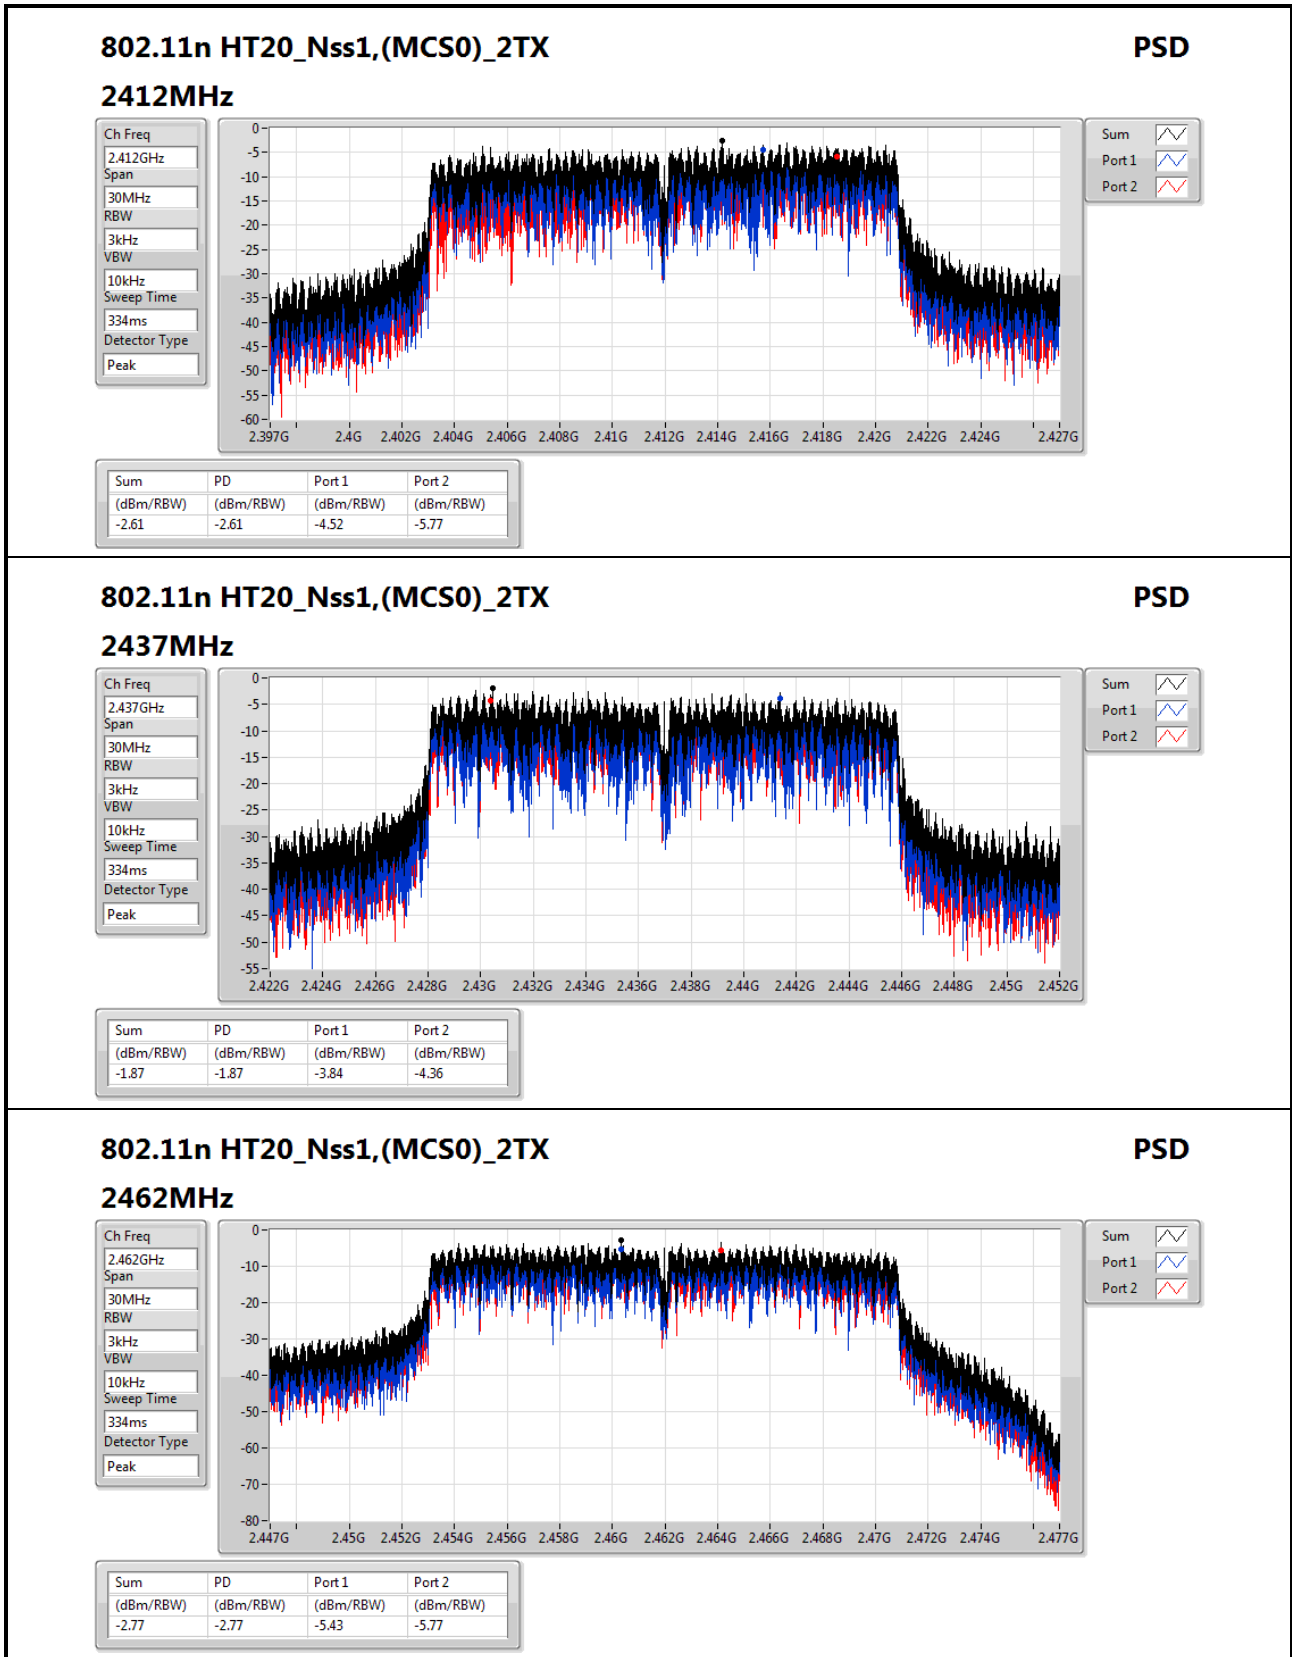 802.11n HT20_Nss1,(MCS0)_2TX PSD
2412MHz
Ch Freq
2.412GHz
Span
30MHz
RBW
3kHz
VBW
10kHz
Sweep Time
334ms
Detector Type
Peak
0
-5
-10
-15
-20
-25
-30
-35
-40
-45
-50
-55
-60
2.397G 2.4G 2.402G 2.404G 2.406G 2.408G 2.41G 2.412G 2.414G 2.416G 2.418G 2.42G 2.422G 2.424G 2.427G
Sum
Port 1
Port 2
Sum PD Port 1 Port 2
(dBm/RBW) (dBm/RBW) (dBm/RBW) (dBm/RBW)
-2.61 -2.61 -4.52 -5.77
802.11n HT20_Nss1,(MCS0)_2TX PSD
2437MHz
Ch Freq
2.437GHz
Span
30MHz
RBW
3kHz
VBW
10kHz
Sweep Time
334ms
Detector Type
Peak
0
-5
-10
-15
-20
-25
-30
-35
-40
-45
-50
-55
2.422G 2.424G 2.426G 2.428G 2.43G 2.432G 2.434G 2.436G 2.438G 2.44G 2.442G 2.444G 2.446G 2.448G 2.45G 2.452G
Sum
Port 1
Port 2
Sum PD Port 1 Port 2
(dBm/RBW) (dBm/RBW) (dBm/RBW) (dBm/RBW)
-1.87 -1.87 -3.84 -4.36
802.11n HT20_Nss1,(MCS0)_2TX PSD
2462MHz
Ch Freq
2.462GHz
Span
30MHz
RBW
3kHz
VBW
10kHz
Sweep Time
334ms
Detector Type
Peak
0
-10
-20
-30
-40
-50
-60
-70
-80
2.447G 2.45G 2.452G 2.454G 2.456G 2.458G 2.46G 2.462G 2.464G 2.466G 2.468G 2.47G 2.472G 2.474G 2.477G
Sum
Port 1
Port 2
Sum PD Port 1 Port 2
(dBm/RBW) (dBm/RBW) (dBm/RBW) (dBm/RBW)
-2.77 -2.77 -5.43 -5.77